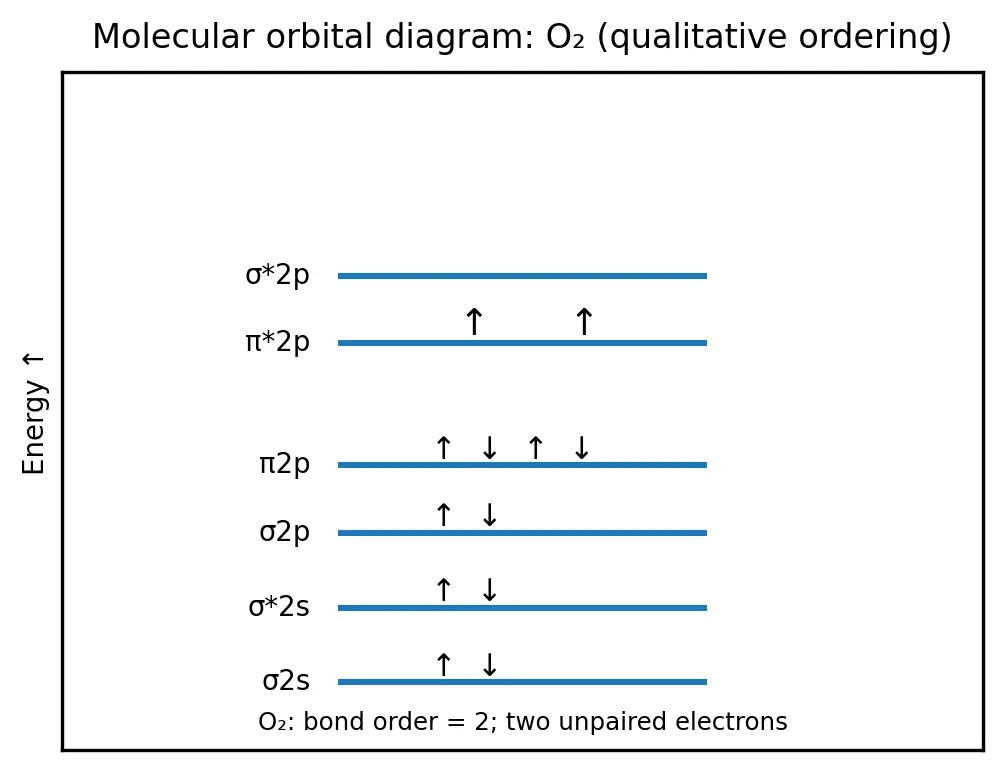 Molecular orbital diagram: O₂ (qualitative ordering)
Energy ↑
σ*2p
↑ ↑
π*2p
↑ ↓ ↑ ↓
π2p
↑ ↓
σ2p
↑ ↓
σ*2s
↑ ↓
σ2s
O₂: bond order = 2; two unpaired electrons